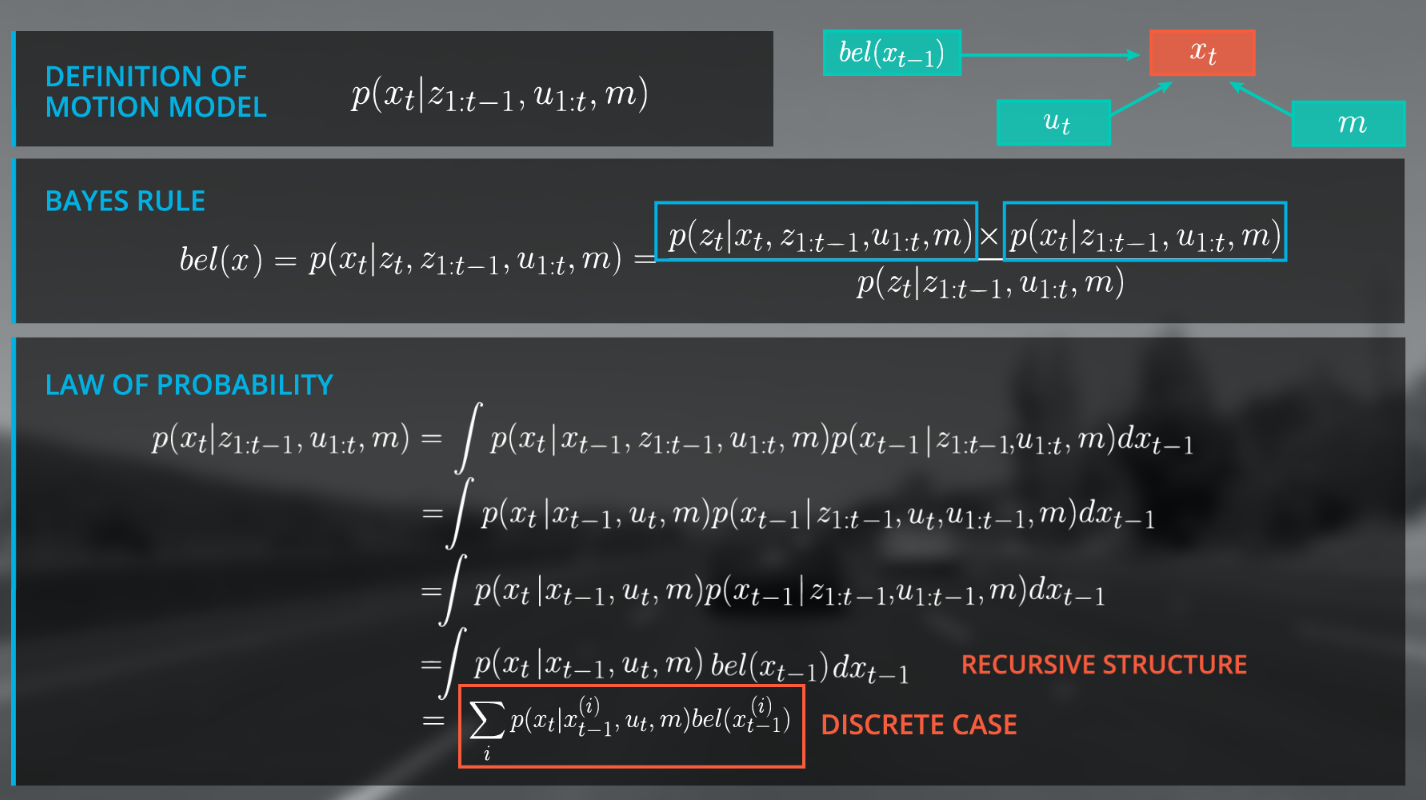 DEFINITION OF
MOTION MODEL
p(x_t|z_{1:t−1}, u_{1:t}, m)
bel(x_{t−1})
x_t
u_t
m
BAYES RULE
bel(x) = p(x_t|z_t, z_{1:t−1}, u_{1:t}, m) = \frac{p(z_t|x_t, z_{1:t−1},u_{1:t},m) × p(x_t|z_{1:t−1}, u_{1:t}, m)}{p(z_t|z_{1:t−1}, u_{1:t}, m)}
LAW OF PROBABILITY
p(x_t|z_{1:t−1}, u_{1:t}, m) = ∫ p(x_t|x_{t−1}, z_{1:t−1}, u_{1:t}, m)p(x_{t−1}|z_{1:t−1},u_{1:t}, m)dx_{t−1}
= ∫ p(x_t|x_{t−1}, u_t, m)p(x_{t−1}|z_{1:t−1}, u_t,u_{1:t−1}, m)dx_{t−1}
= ∫ p(x_t|x_{t−1}, u_t, m)p(x_{t−1}|z_{1:t−1},u_{1:t−1}, m)dx_{t−1}
= ∫ p(x_t|x_{t−1}, u_t, m) bel(x_{t−1})dx_{t−1} RECURSIVE STRUCTURE
= ∑_i p(x_t|x_{t−1}^{(i)}, u_t, m)bel(x_{t−1}^{(i)}) DISCRETE CASE